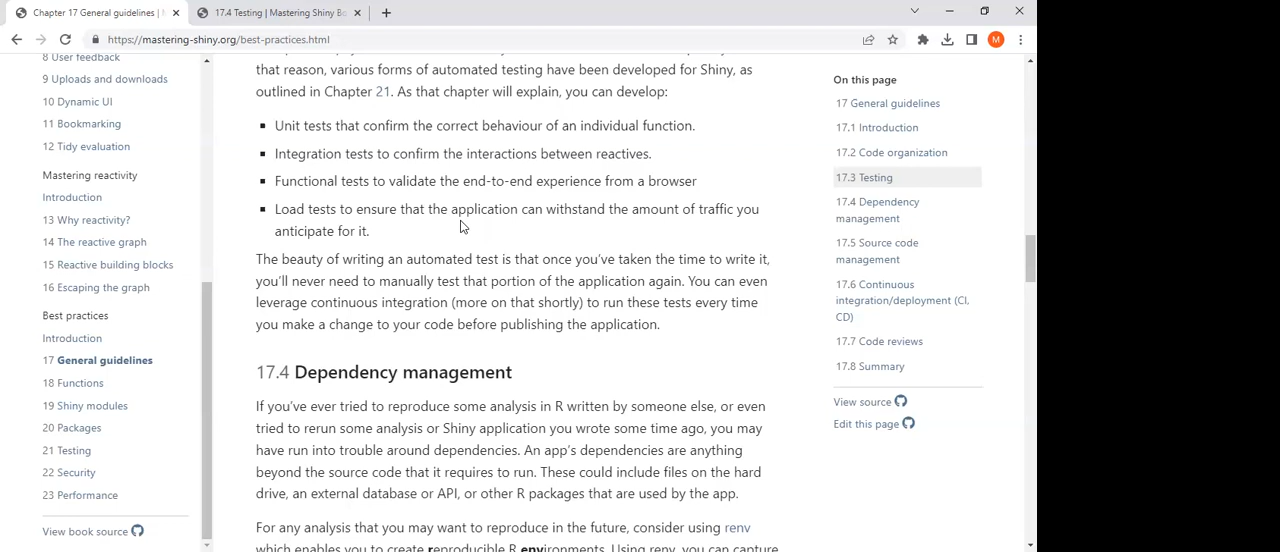 Chapter 17 General guidelines |
17.4 Testing | Mastering Shiny Bo
https://mastering-shiny.org/best-practices.html
M
8 User feedback
9 Uploads and downloads
10 Dynamic UI
11 Bookmarking
12 Tidy evaluation
Mastering reactivity
Introduction
13 Why reactivity?
14 The reactive graph
15 Reactive building blocks
16 Escaping the graph
Best practices
Introduction
17 General guidelines
18 Functions
19 Shiny modules
20 Packages
21 Testing
22 Security
23 Performance
View book source
that reason, various forms of automated testing have been developed for Shiny, as
outlined in Chapter 21. As that chapter will explain, you can develop:
Unit tests that confirm the correct behaviour of an individual function.
Integration tests to confirm the interactions between reactives.
Functional tests to validate the end-to-end experience from a browser
Load tests to ensure that the application can withstand the amount of traffic you
anticipate for it.
The beauty of writing an automated test is that once you've taken the time to write it,
you'll never need to manually test that portion of the application again. You can even
leverage continuous integration (more on that shortly) to run these tests every time
you make a change to your code before publishing the application.
17.4 Dependency management
If you've ever tried to reproduce some analysis in R written by someone else, or even
tried to rerun some analysis or Shiny application you wrote some time ago, you may
have run into trouble around dependencies. An app's dependencies are anything
beyond the source code that it requires to run. These could include files on the hard
drive, an external database or API, or other R packages that are used by the app.
For any analysis that you may want to reproduce in the future, consider using renv
which enables you to create reproducible R environments. Using renv, you can capture
On this page
17 General guidelines
17.1 Introduction
17.2 Code organization
17.3 Testing
17.4 Dependency
management
17.5 Source code
management
17.6 Continuous
integration/deployment (CI,
CD)
17.7 Code reviews
17.8 Summary
View source
Edit this page